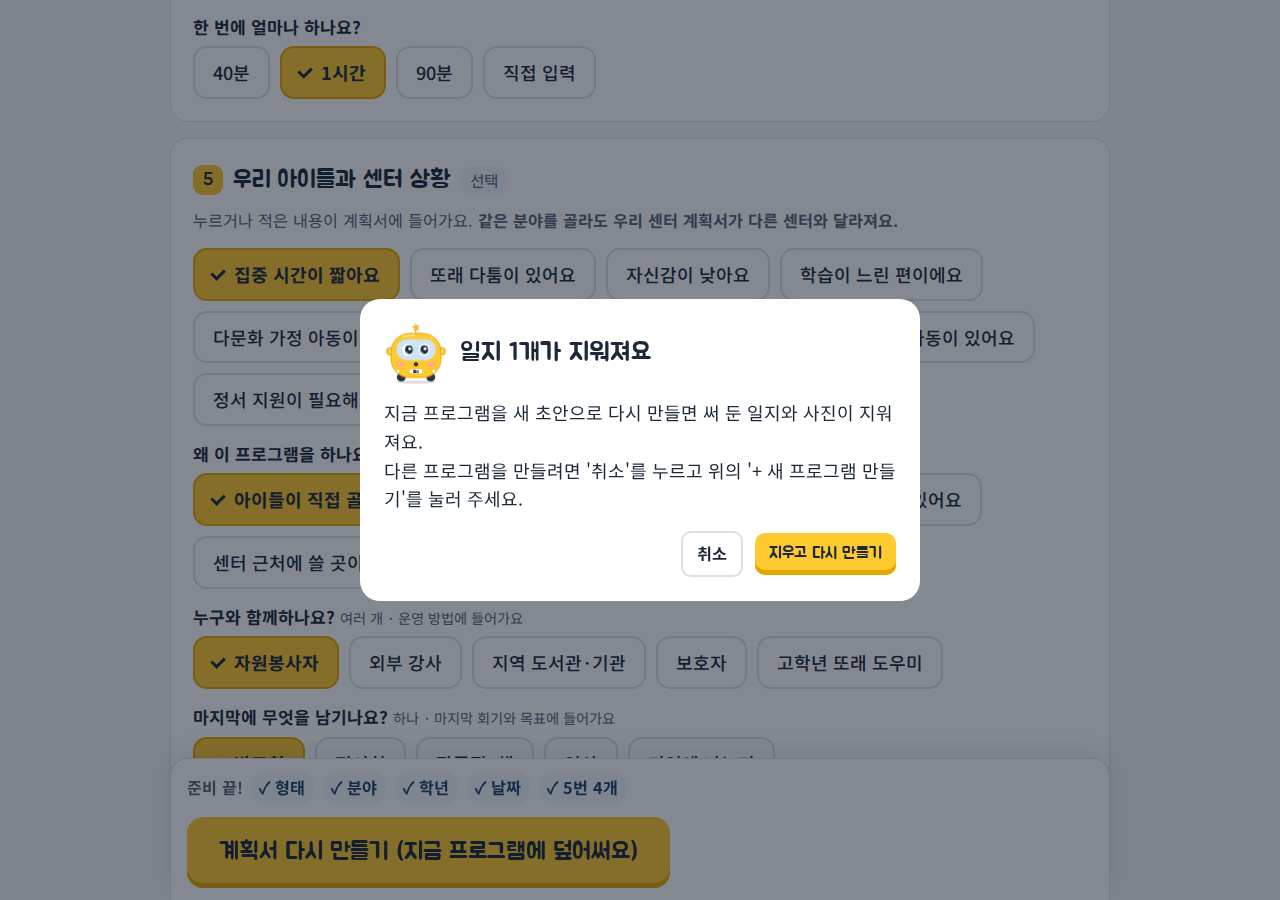 한 번에 얼마나 하나요?
40분
✓ 1시간
90분
직접 입력
5 우리 아이들과 센터 상황 선택
누르거나 적은 내용이 계획서에 들어가요. 같은 분야를 골라도 우리 센터 계획서가 다른 센터와 달라져요.
✓ 집중 시간이 짧아요
또래 다툼이 있어요
자신감이 낮아요
학습이 느린 편이에요
다문화 가정 아동이
아동이 있어요
정서 지원이 필요해
왜 이 프로그램을 하나요
✓ 아이들이 직접 골
있어요
센터 근처에 쓸 곳이
일지 1개가 지워져요
지금 프로그램을 새 초안으로 다시 만들면 써 둔 일지와 사진이 지워
져요.
다른 프로그램을 만들려면 '취소'를 누르고 위의 '+ 새 프로그램 만들
기'를 눌러 주세요.
취소
지우고 다시 만들기
누구와 함께하나요? 여러 개 · 운영 방법에 들어가요
✓ 자원봉사자
외부 강사
지역 도서관·기관
보호자
고학년 또래 도우미
마지막에 무엇을 남기나요? 하나 · 마지막 회기와 목표에 들어가요
준비 끝! ✓ 형태 ✓ 분야 ✓ 학년 ✓ 날짜 ✓ 5번 4개
계획서 다시 만들기 (지금 프로그램에 덮어써요)